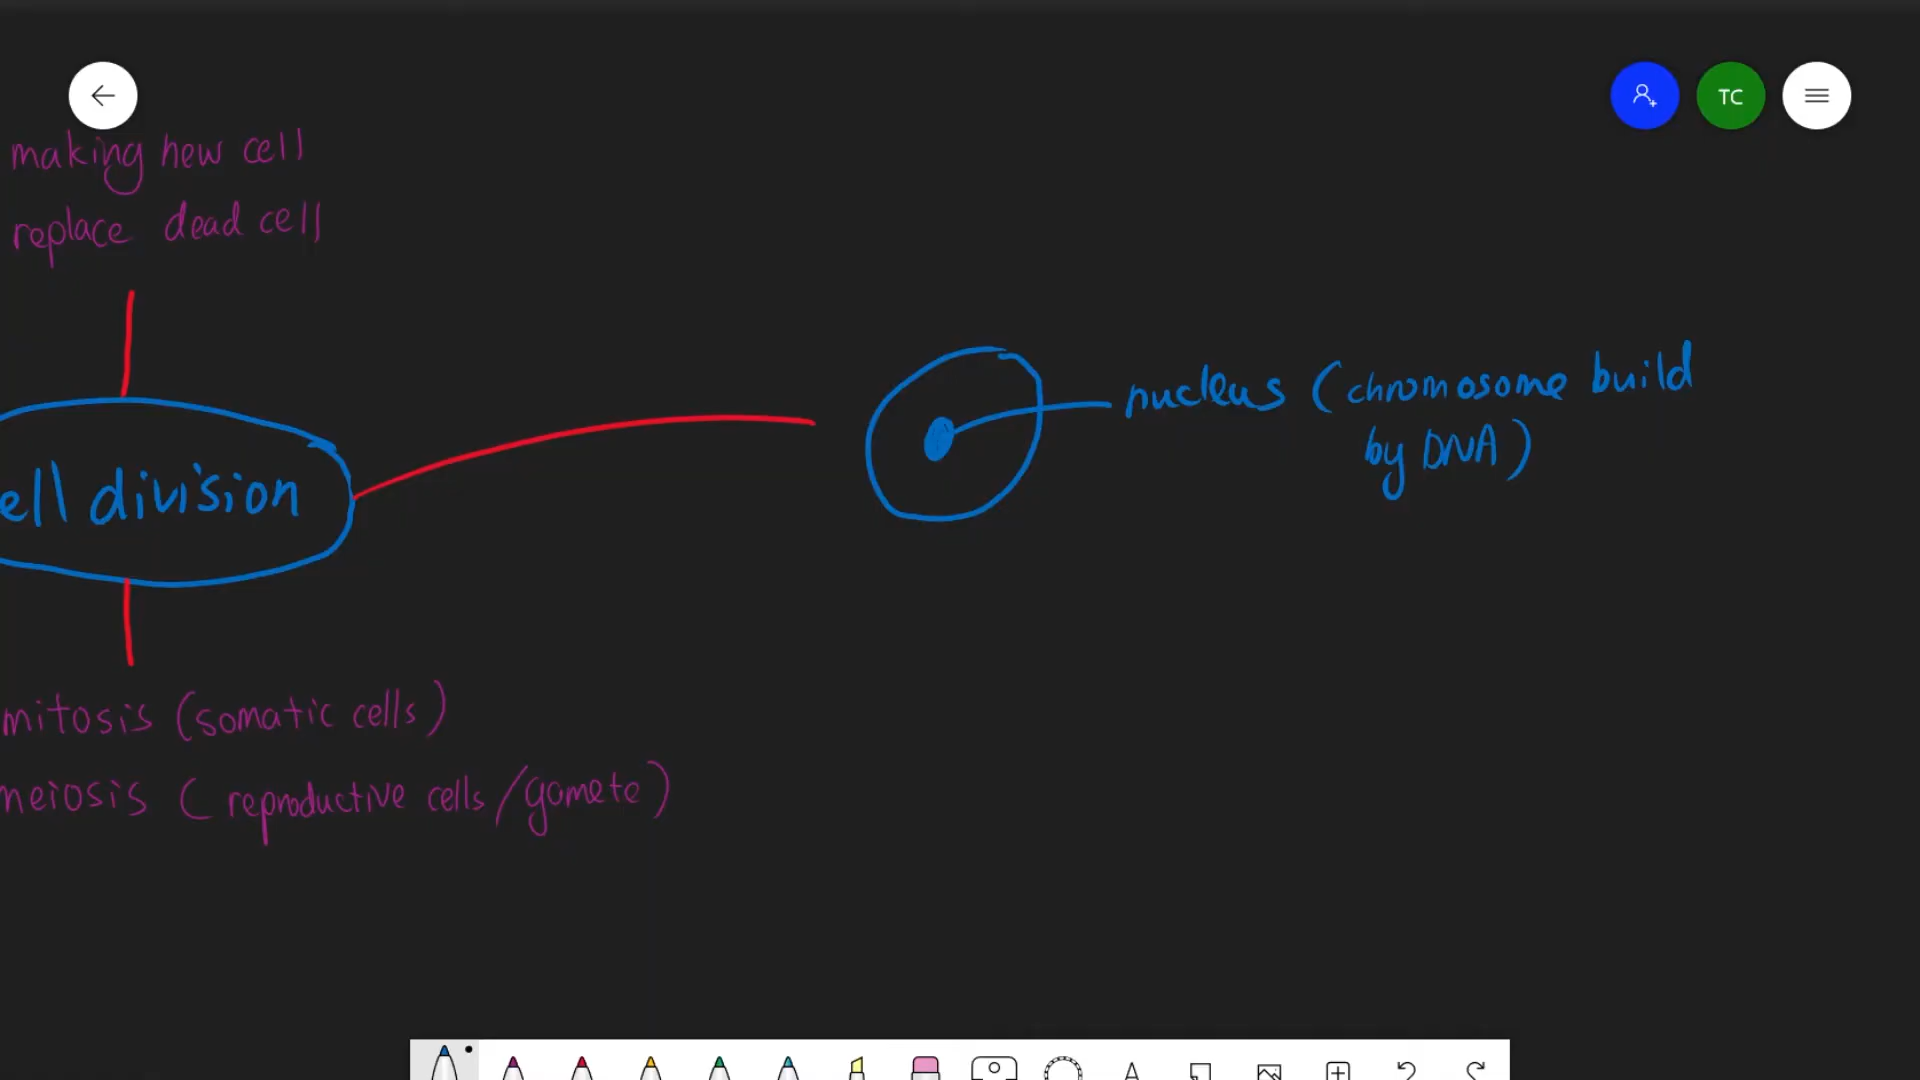 TC
making new cell
replace dead cell
nucleus (chromosome build
by DNA)
ell division
mitosis (somatic cells)
meiosis (reproductive cells/gamete)